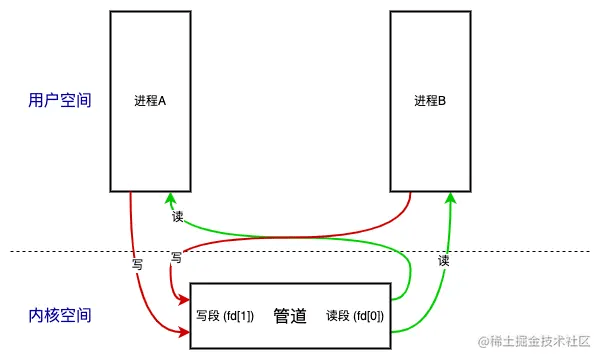 进程A
进程B
用户空间
读
写
写
读
内核空间
写段 (fd[1])
管道
读段 (fd[0])
@稀土掘金技术社区